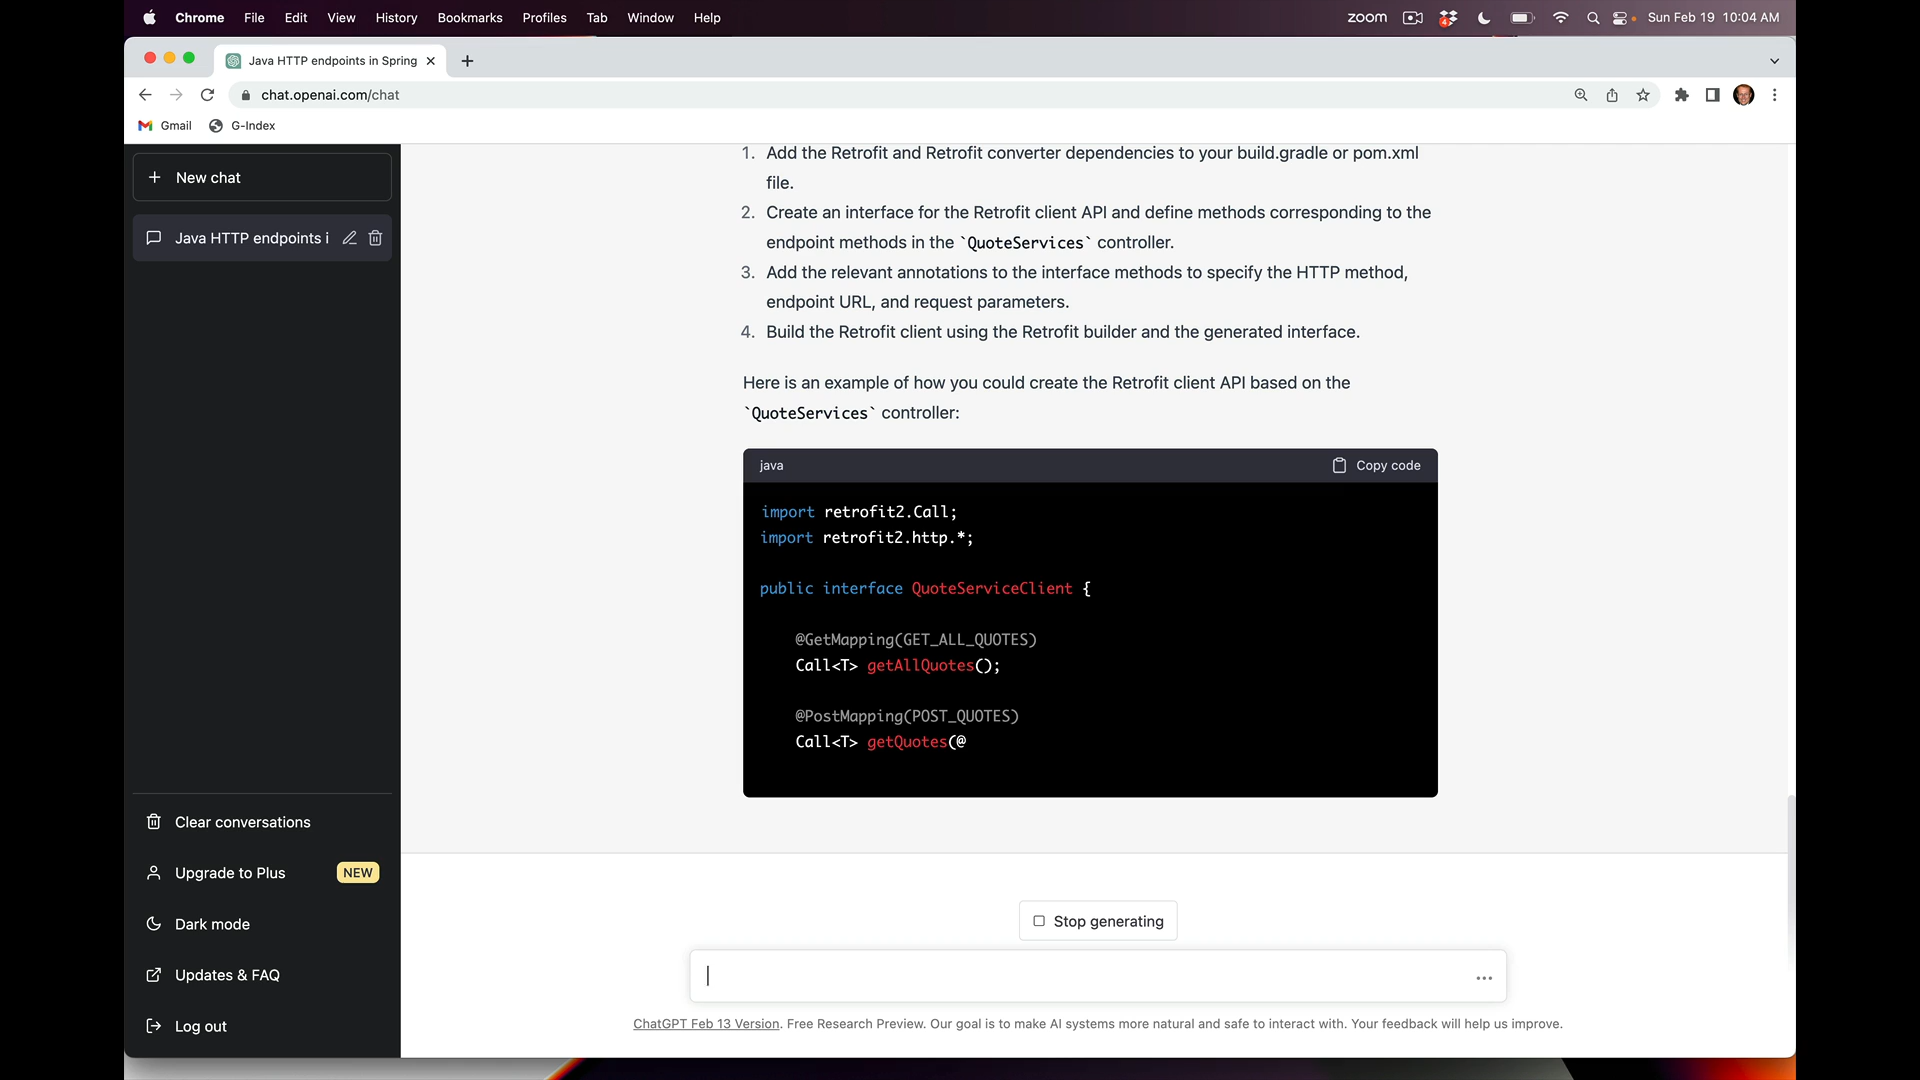 Chrome File Edit View History Bookmarks Profiles Tab Window Help zoom 4 Sun Feb 19 10:04 AM
Java HTTP endpoints in Spring
chat.openai.com/chat
Gmail G-Index
New chat
Java HTTP endpoints i
Clear conversations
Upgrade to Plus NEW
Dark mode
Updates & FAQ
Log out
1. Add the Retrofit and Retrofit converter dependencies to your build.gradle or pom.xml
file.
2. Create an interface for the Retrofit client API and define methods corresponding to the
endpoint methods in the `QuoteServices` controller.
3. Add the relevant annotations to the interface methods to specify the HTTP method,
endpoint URL, and request parameters.
4. Build the Retrofit client using the Retrofit builder and the generated interface.
Here is an example of how you could create the Retrofit client API based on the
`QuoteServices` controller:
java Copy code
import retrofit2.Call;
import retrofit2.http.*;
public interface QuoteServiceClient {
@GetMapping(GET_ALL_QUOTES)
Call<T> getAllQuotes();
@PostMapping(POST_QUOTES)
Call<T> getQuotes(@
Stop generating
ChatGPT Feb 13 Version. Free Research Preview. Our goal is to make AI systems more natural and safe to interact with. Your feedback will help us improve.